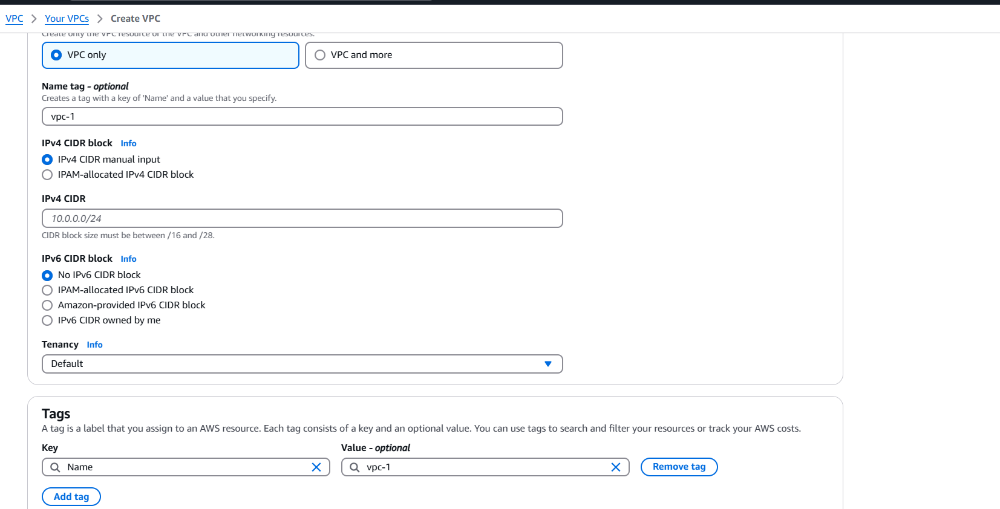 VPC > Your VPCs > Create VPC
Create only the VPC resource or the VPC and other networking resources.
VPC only
VPC and more
Name tag - optional
Creates a tag with a key of 'Name' and a value that you specify.
vpc-1
IPv4 CIDR block Info
IPv4 CIDR manual input
IPAM-allocated IPv4 CIDR block
IPv4 CIDR
10.0.0.0/24
CIDR block size must be between /16 and /28.
IPv6 CIDR block Info
No IPv6 CIDR block
IPAM-allocated IPv6 CIDR block
Amazon-provided IPv6 CIDR block
IPv6 CIDR owned by me
Tenancy Info
Default
Tags
A tag is a label that you assign to an AWS resource. Each tag consists of a key and an optional value. You can use tags to search and filter your resources or track your AWS costs.
Key
Value - optional
Name
vpc-1
Remove tag
Add tag